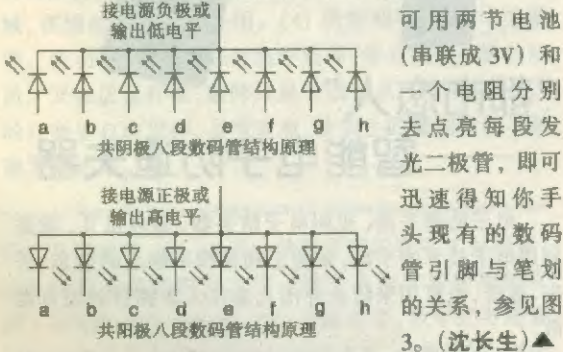 接电源负极或
输出低电平
a b c d e f g h
共阴极八段数码管结构原理
接电源正极或
输出高电平
a b c d e f g h
共阳极八段数码管结构原理
可用两节电池
(串联成 3V) 和
一个电阻分别
去点亮每段发
光二极管，即可
迅速得知你手
头现有的数码
管引脚与笔划
的关系，参见图
3。(沈长生)▲